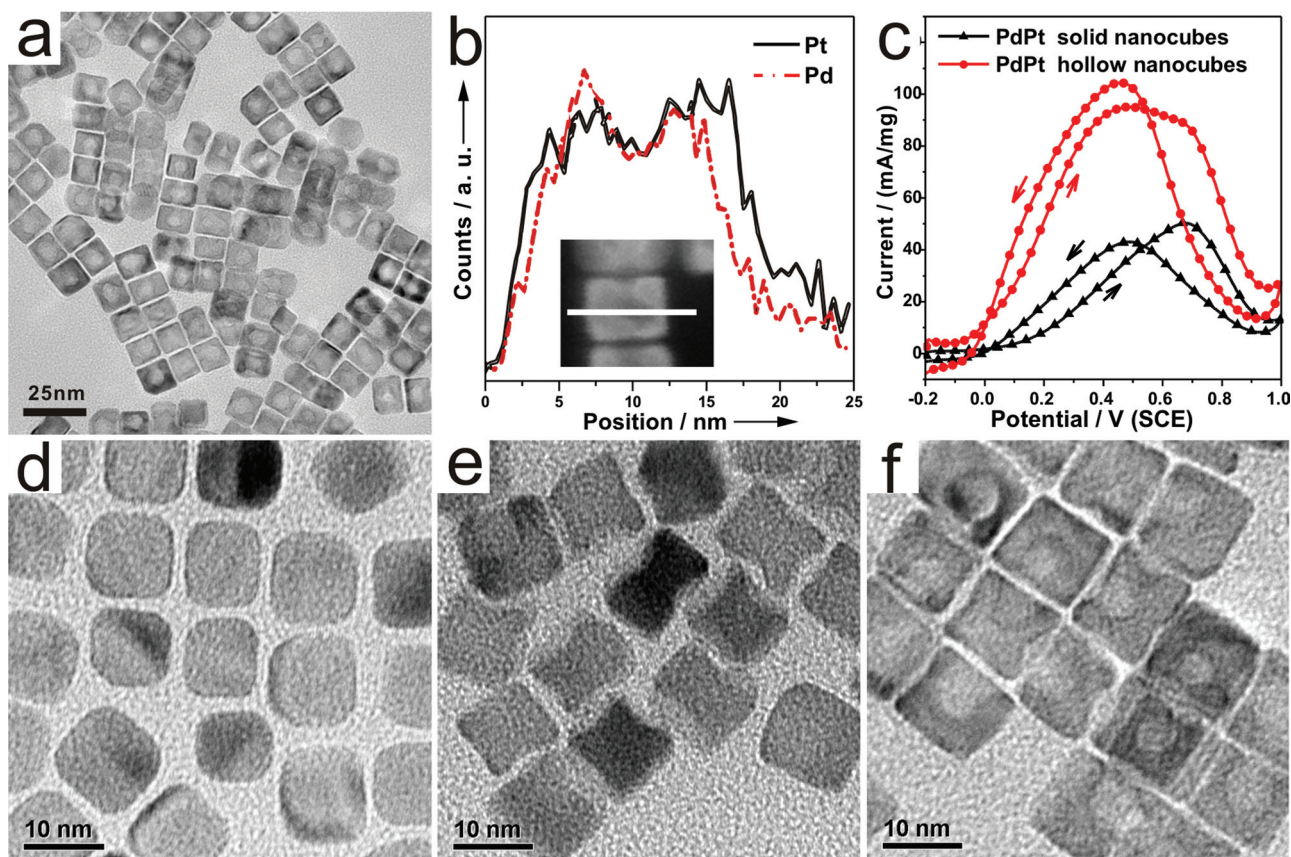 a
25nm
b
Pt
Pd
Counts / a. u.
0 5 10 15 20 25
Position / nm
c
PdPt solid nanocubes
PdPt hollow nanocubes
Current / (mA/mg)
100
80
60
40
20
0
-0.2 0.0 0.2 0.4 0.6 0.8 1.0
Potential / V (SCE)
d
10 nm
e
10 nm
f
10 nm